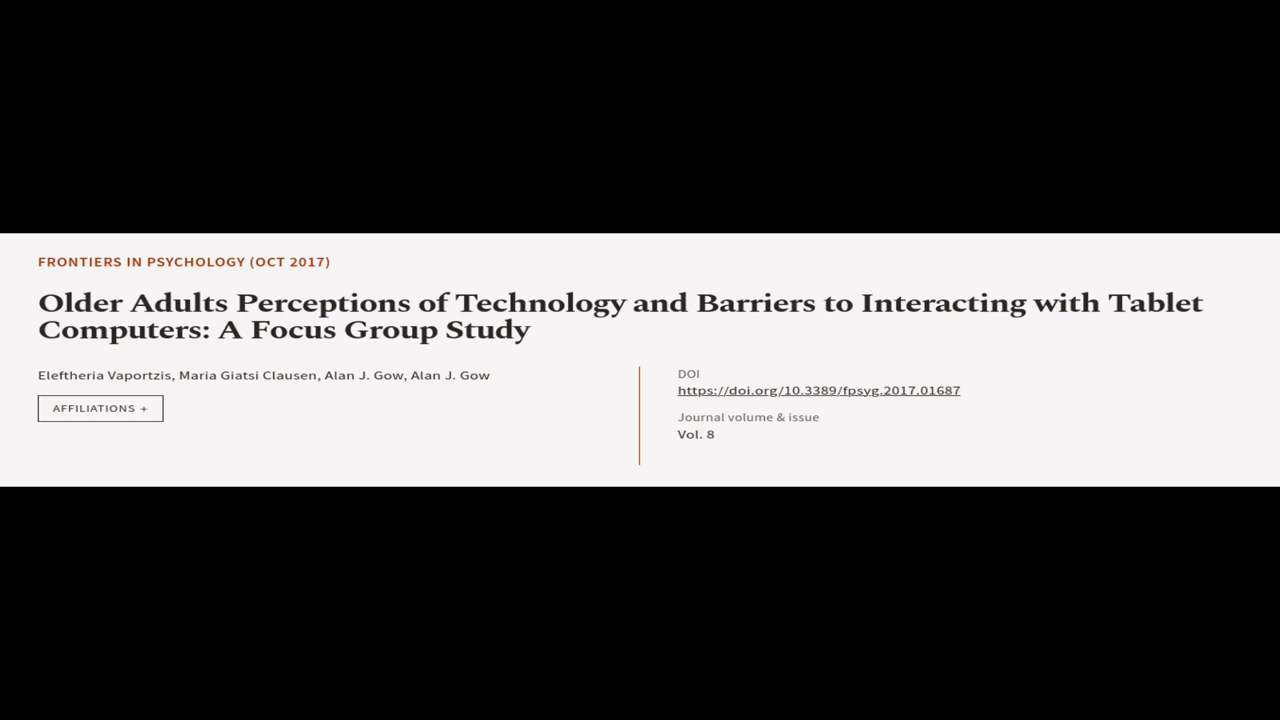 FRONTIERS IN PSYCHOLOGY (OCT 2017)
Older Adults Perceptions of Technology and Barriers to Interacting with Tablet
Computers: A Focus Group Study
Eleftheria Vaportzis, Maria Giatsi Clausen, Alan J. Gow, Alan J. Gow
AFFILIATIONS +
DOI
https://doi.org/10.3389/fpsyg.2017.01687
Journal volume & issue
Vol. 8